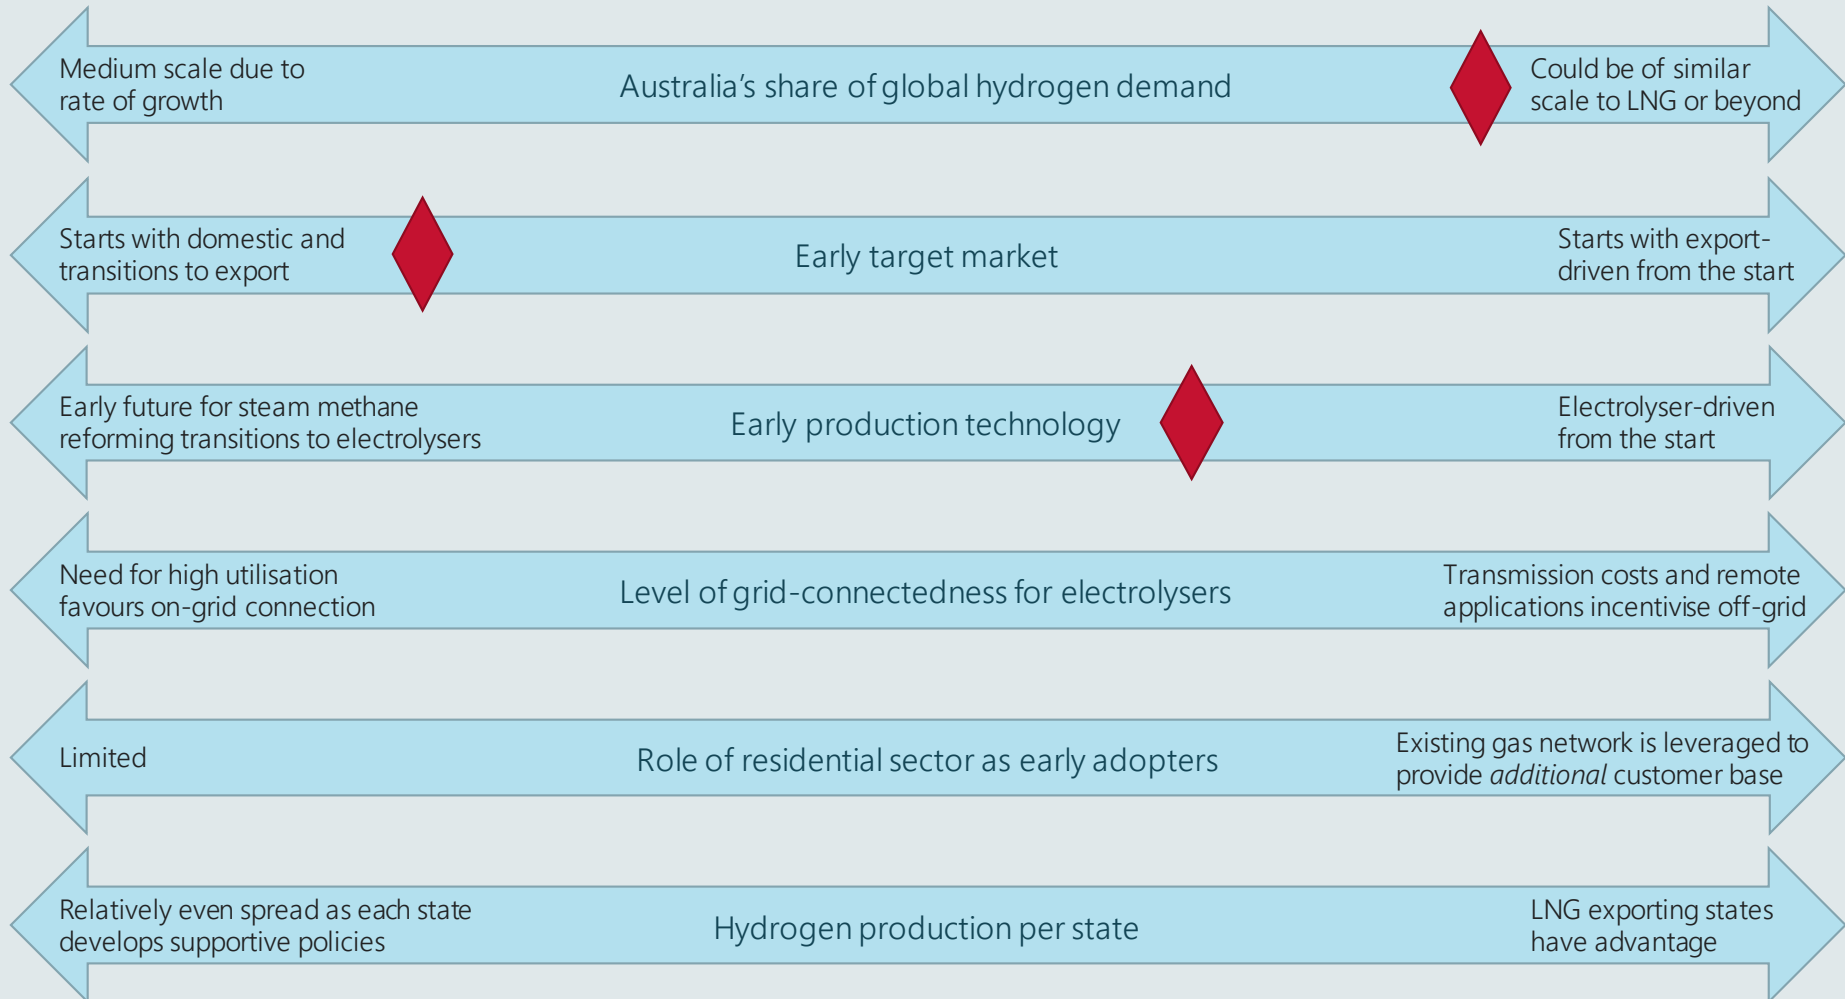 Medium scale due to
rate of growth
Australia's share of global hydrogen demand
Could be of similar
scale to LNG or beyond
Starts with domestic and
transitions to export
Early target market
Starts with export-
driven from the start
Early future for steam methane
reforming transitions to electrolysers
Early production technology
Electrolyser-driven
from the start
Need for high utilisation
favours on-grid connection
Level of grid-connectedness for electrolysers
Transmission costs and remote
applications incentivise off-grid
Limited
Role of residential sector as early adopters
Existing gas network is leveraged to
provide additional customer base
Relatively even spread as each state
develops supportive policies
Hydrogen production per state
LNG exporting states
have advantage